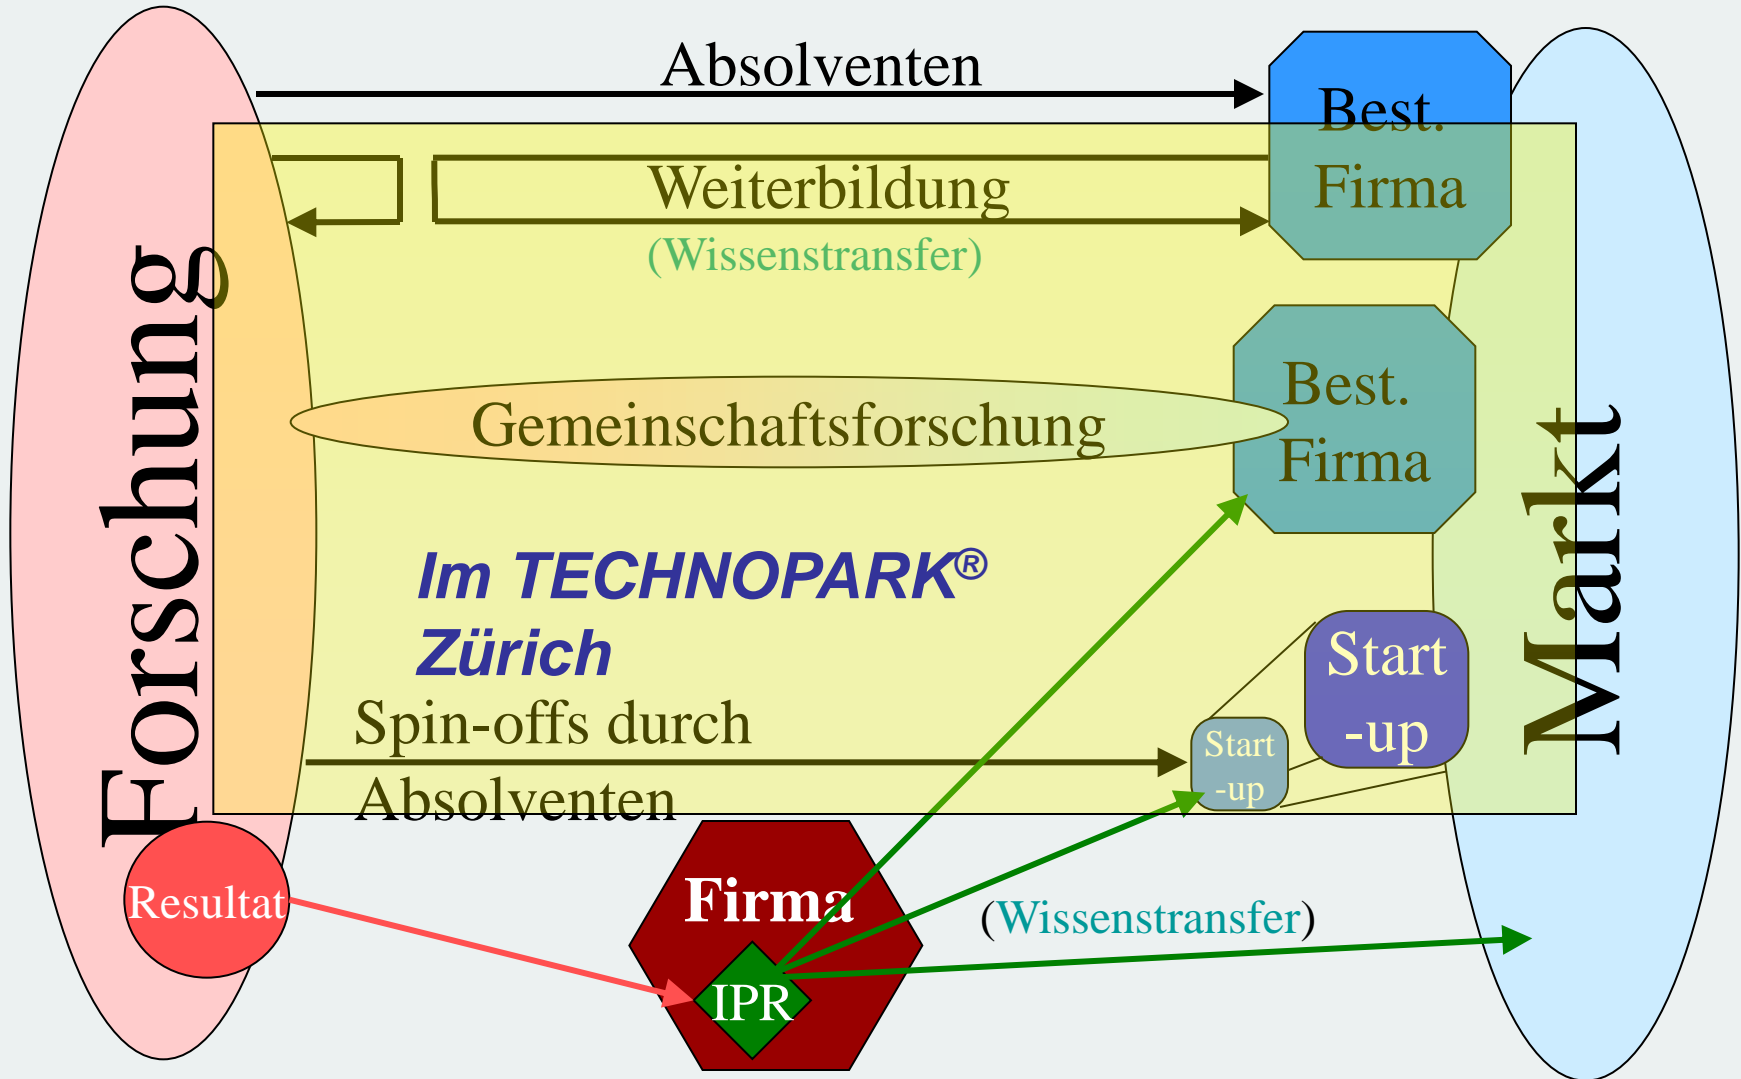 Absolventen
Best.
Firma
Weiterbildung
(Wissenstransfer)
Forschung
Gemeinschaftsforschung
Best.
Firma
Markt
Im TECHNOPARK®
Zürich
Start
-up
Spin-offs durch
Absolventen
Start
-up
Resultat
Firma
IPR
(Wissenstransfer)